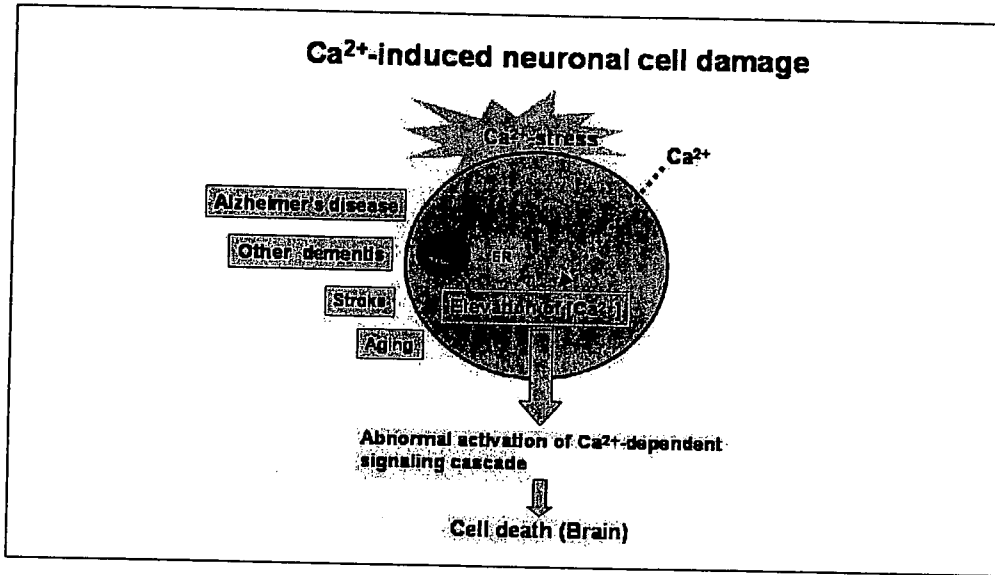 Ca²⁺-induced neuronal cell damage
Ca²⁺-stress
Ca²⁺
Alzheimer's disease
Other dementis
ER
Stroke
Elevation of [Ca²⁺]
Aging
Abnormal activation of Ca²⁺-dependent
signaling cascade
Cell death (Brain)